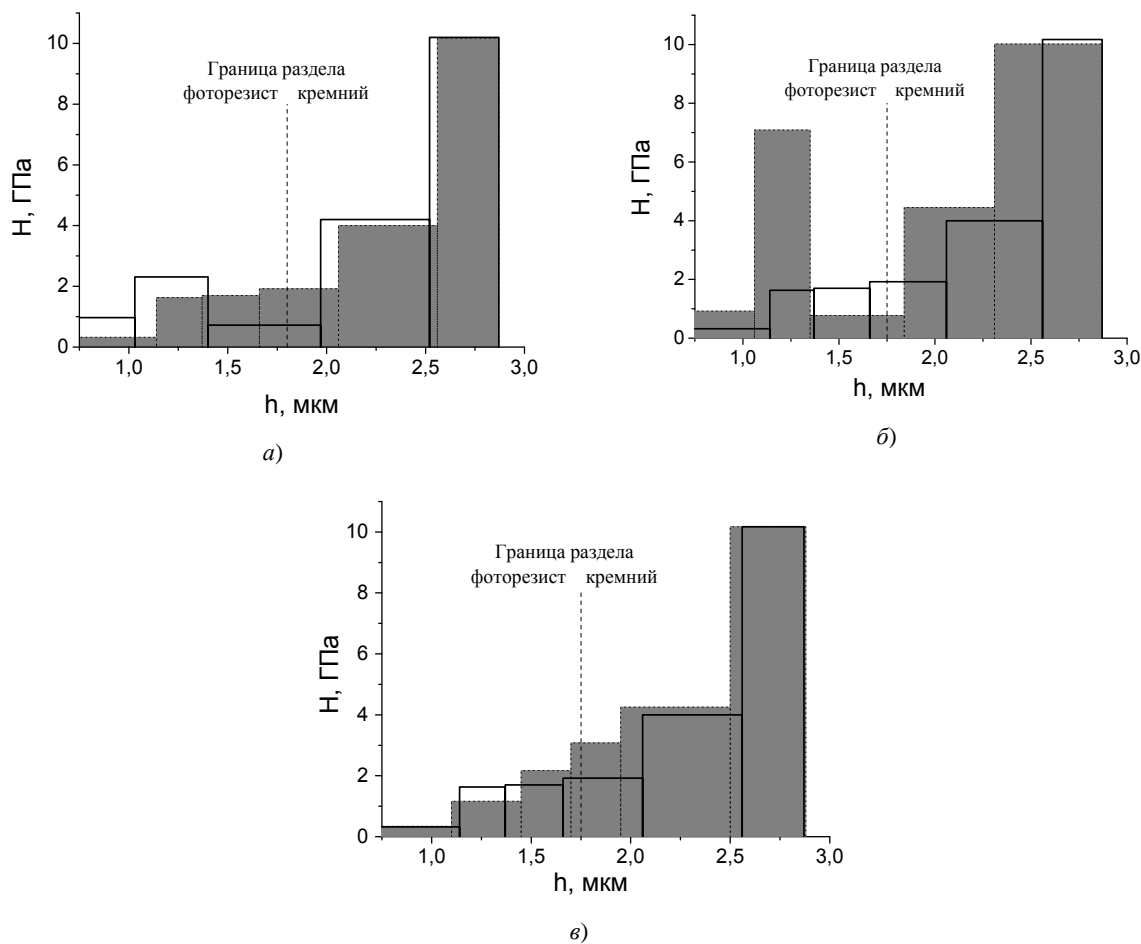 Граница раздела
фоторезист кремний
H, ГПа
10
8
6
4
2
0
1,0 1,5 2,0 2,5 3,0
h, мкм
а)
Граница раздела
фоторезист кремний
H, ГПа
10
8
6
4
2
0
1,0 1,5 2,0 2,5 3,0
h, мкм
б)
Граница раздела
фоторезист кремний
H, ГПа
10
8
6
4
2
0
1,0 1,5 2,0 2,5 3,0
h, мкм
в)